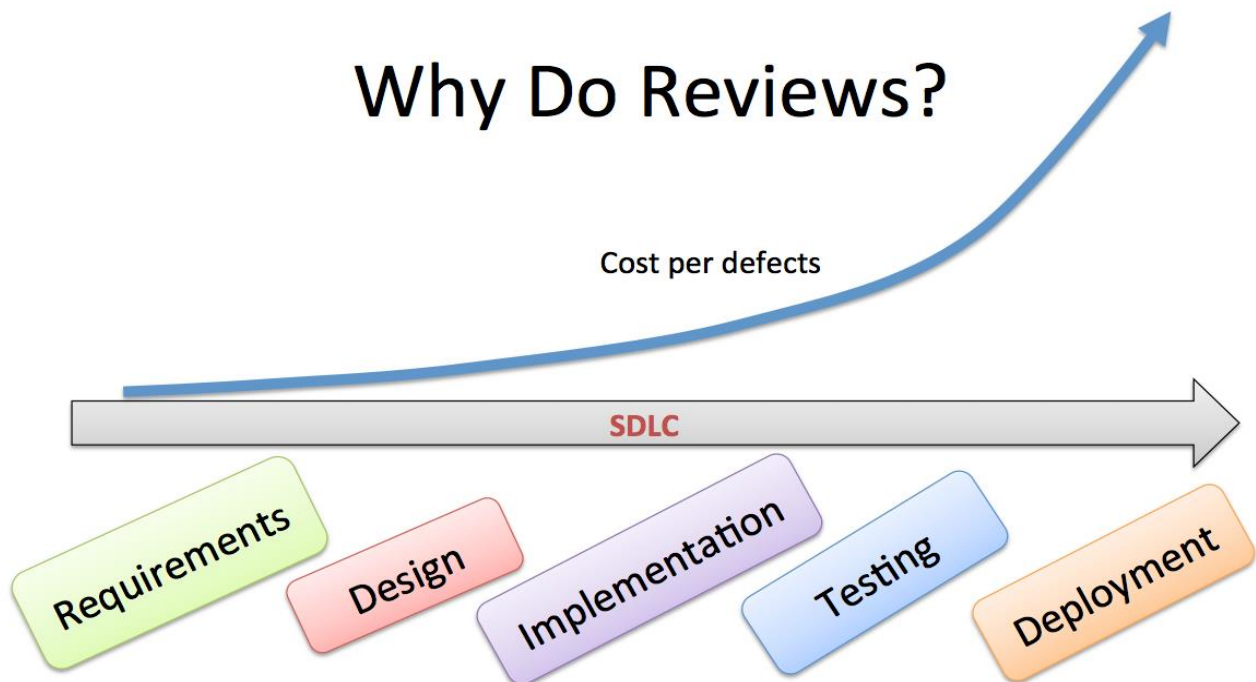 Why Do Reviews?
Cost per defects
SDLC
Requirements
Design
Implementation
Testing
Deployment